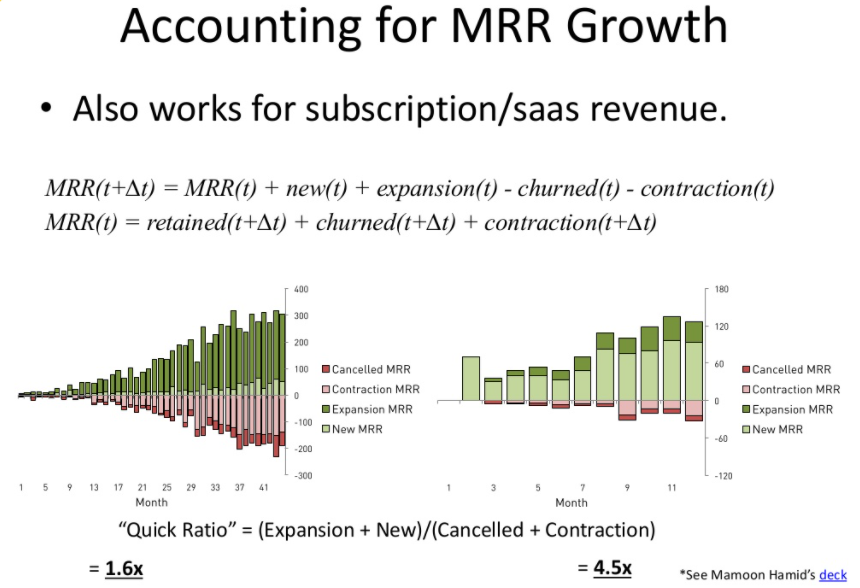 Accounting for MRR Growth
• Also works for subscription/saas revenue.
MRR(t+Δt) = MRR(t) + new(t) + expansion(t) - churned(t) - contraction(t)
MRR(t) = retained(t+Δt) + churned(t+Δt) + contraction(t+Δt)
400
300
200
100
0
-100
-200
-300
Cancelled MRR
Contraction MRR
Expansion MRR
New MRR
1 5 9 13 17 21 25 29 33 37 41
Month
180
120
60
0
-60
-120
Cancelled MRR
Contraction MRR
Expansion MRR
New MRR
1 3 5 7 9 11
Month
“Quick Ratio” = (Expansion + New)/(Cancelled + Contraction)
= 1.6x
= 4.5x
*See Mamoon Hamid’s deck